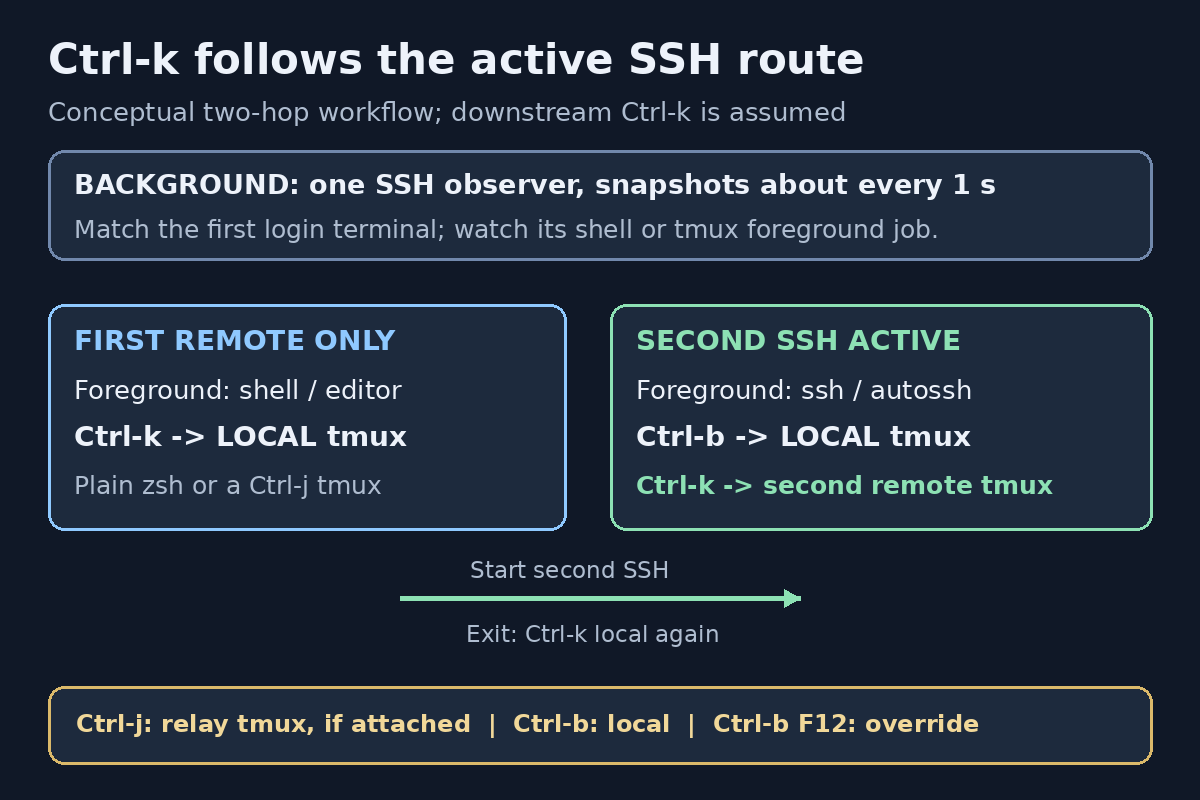 Ctrl-k follows the active SSH route
Conceptual two-hop workflow; downstream Ctrl-k is assumed
BACKGROUND: one SSH observer, snapshots about every 1 s
Match the first login terminal; watch its shell or tmux foreground job.
FIRST REMOTE ONLY
Foreground: shell / editor
Ctrl-k -> LOCAL tmux
Plain zsh or a Ctrl-j tmux
SECOND SSH ACTIVE
Foreground: ssh / autossh
Ctrl-b -> LOCAL tmux
Ctrl-k -> second remote tmux
Start second SSH
Exit: Ctrl-k local again
Ctrl-j: relay tmux, if attached | Ctrl-b: local | Ctrl-b F12: override